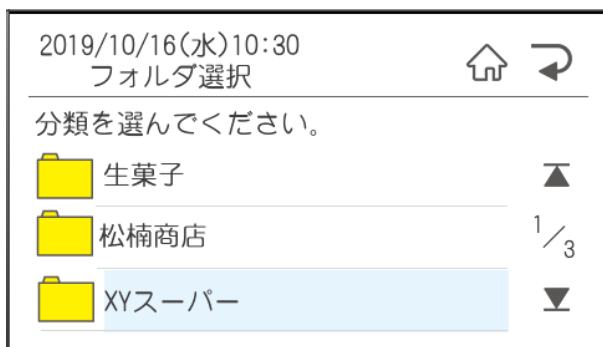 2019/10/16(水)10:30
フォルダ選択
分類を選んでください。
生菓子
松楠商店
1/3
XYスーパー